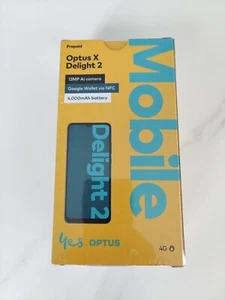 Prepaid
Optus X
Delight 2
13MP AI camera
Google Wallet via NFC
4,000mAh battery
Mobile
Delight 2
yes OPTUS
4G